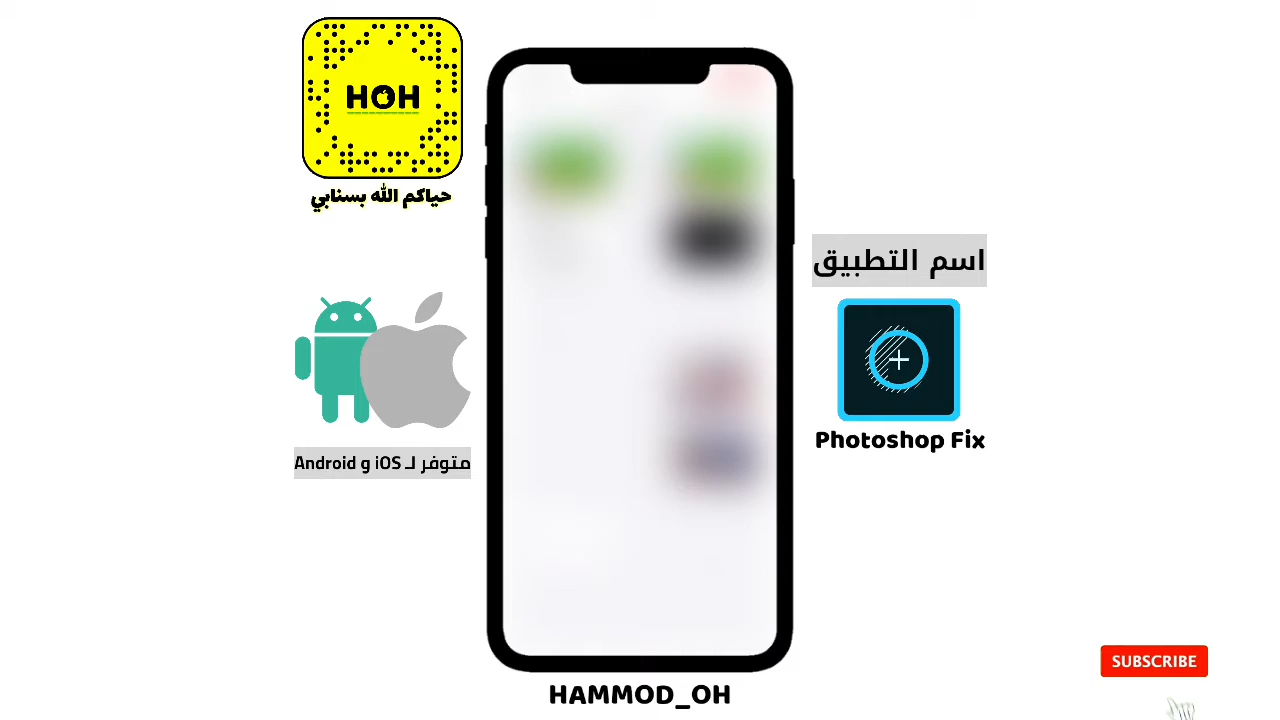 HOH
حياكم الله بسنابي
اسم التطبيق
Photoshop Fix
متوفر لـ iOS و Android
HAMMOD_OH
SUBSCRIBE